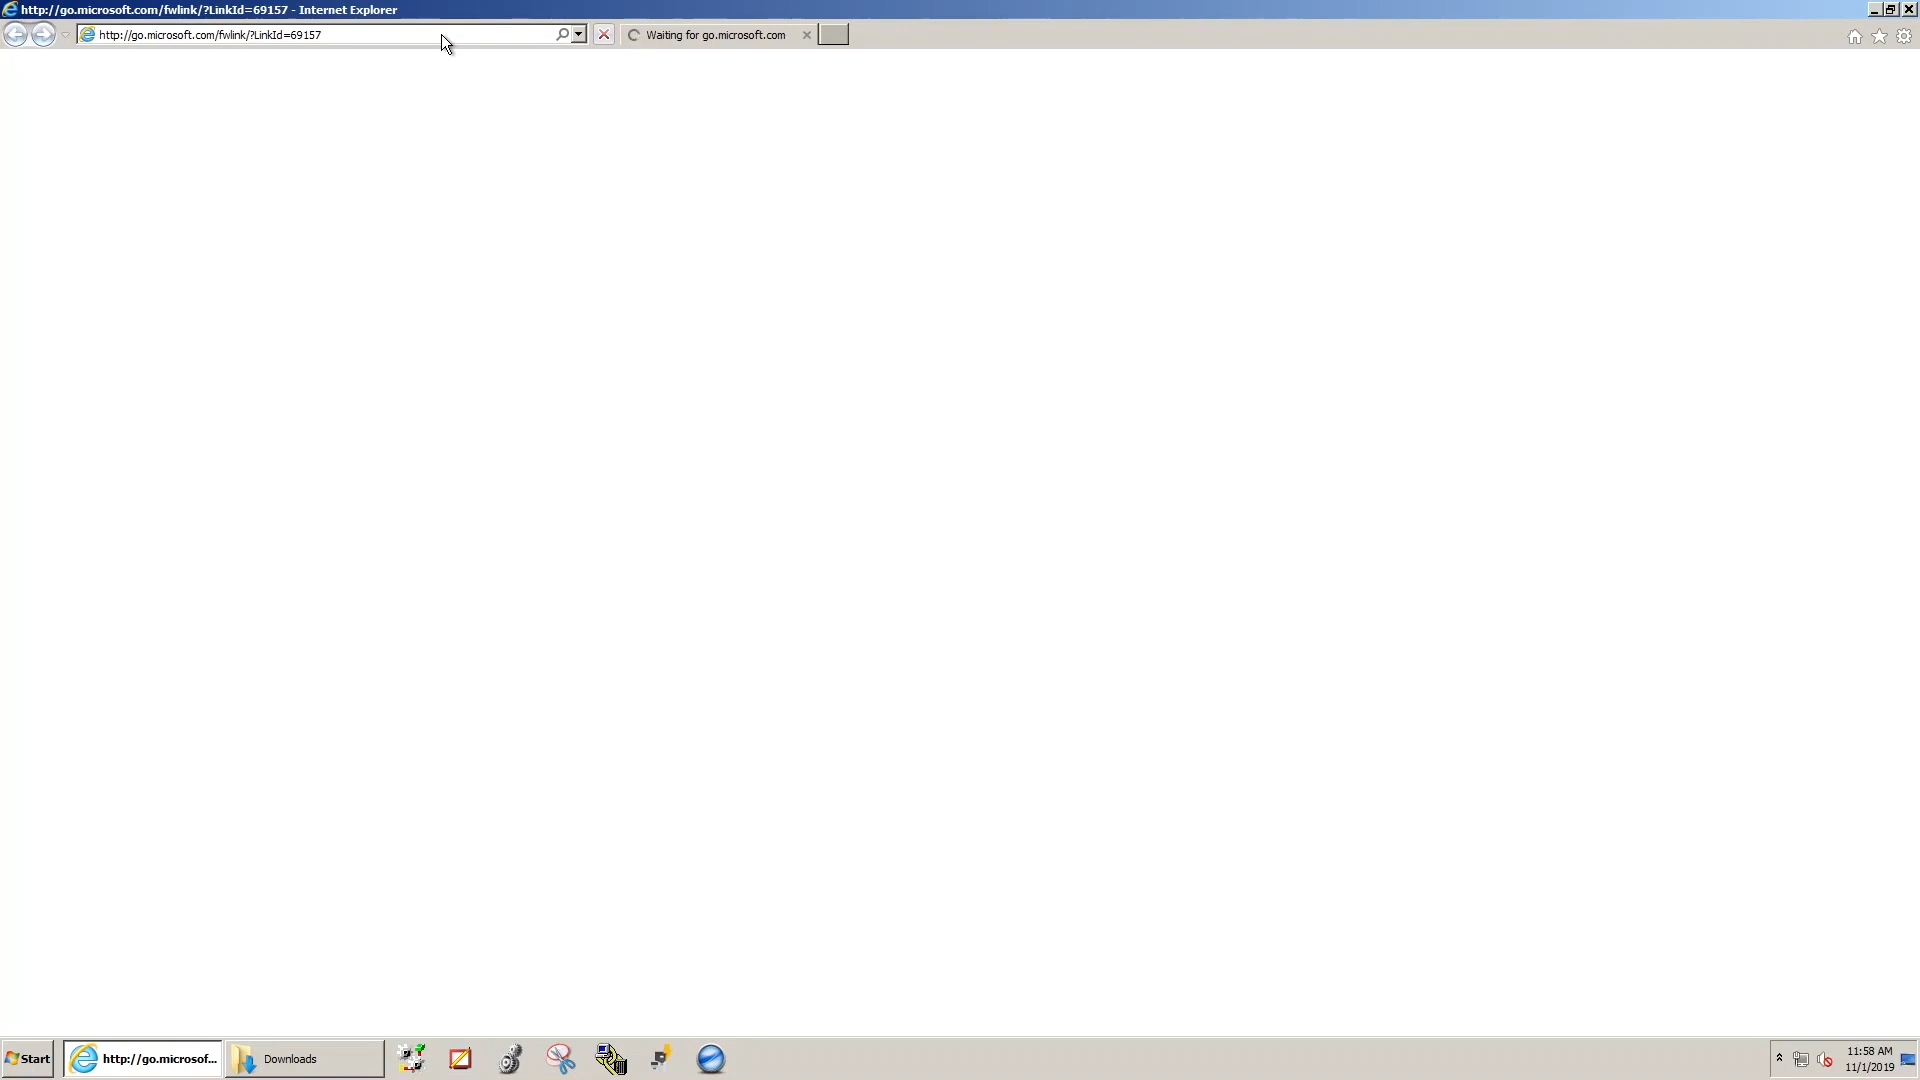 http://go.microsoft.com/fwlink/?LinkId=69157 - Internet Explorer
http://go.microsoft.com/fwlink/?LinkId=69157
Waiting for go.microsoft.com
Start
http://go.microsof...
Downloads
11:58 AM
11/1/2019